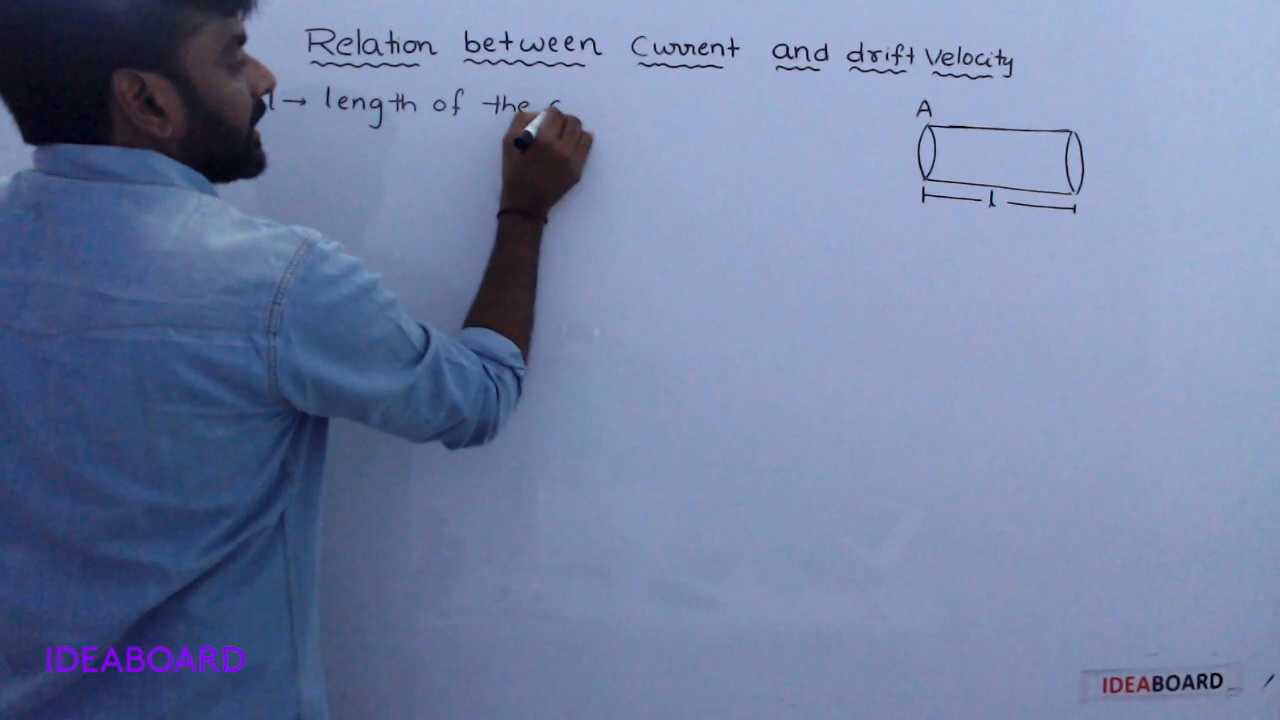 Relation between Current and drift Velocity
l → length of the c
A
l
IDEABOARD
IDEABOARD